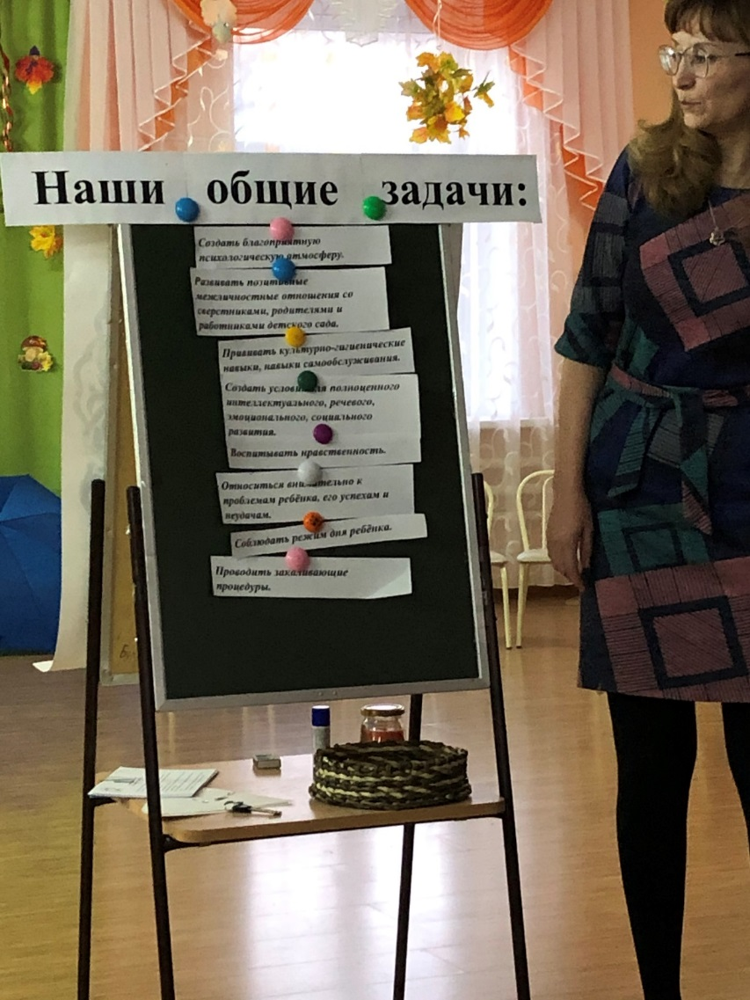 Наши общие задачи:
Создать благоприятную
психологическую атмосферу.
Развивать позитивные
межличностные отношения со
сверстниками, родителями и
работниками детского сада.
Прививать культурно-гигиенические
навыки, навыки самообслуживания.
Создать условия для полноценного
интеллектуального, речевого,
эмоционального, социального
развития.
Воспитывать нравственность.
Относиться внимательно к
проблемам ребёнка, его успехам и
неудачам.
Соблюдать режим дня ребёнка.
Проводить закаливающие
процедуры.